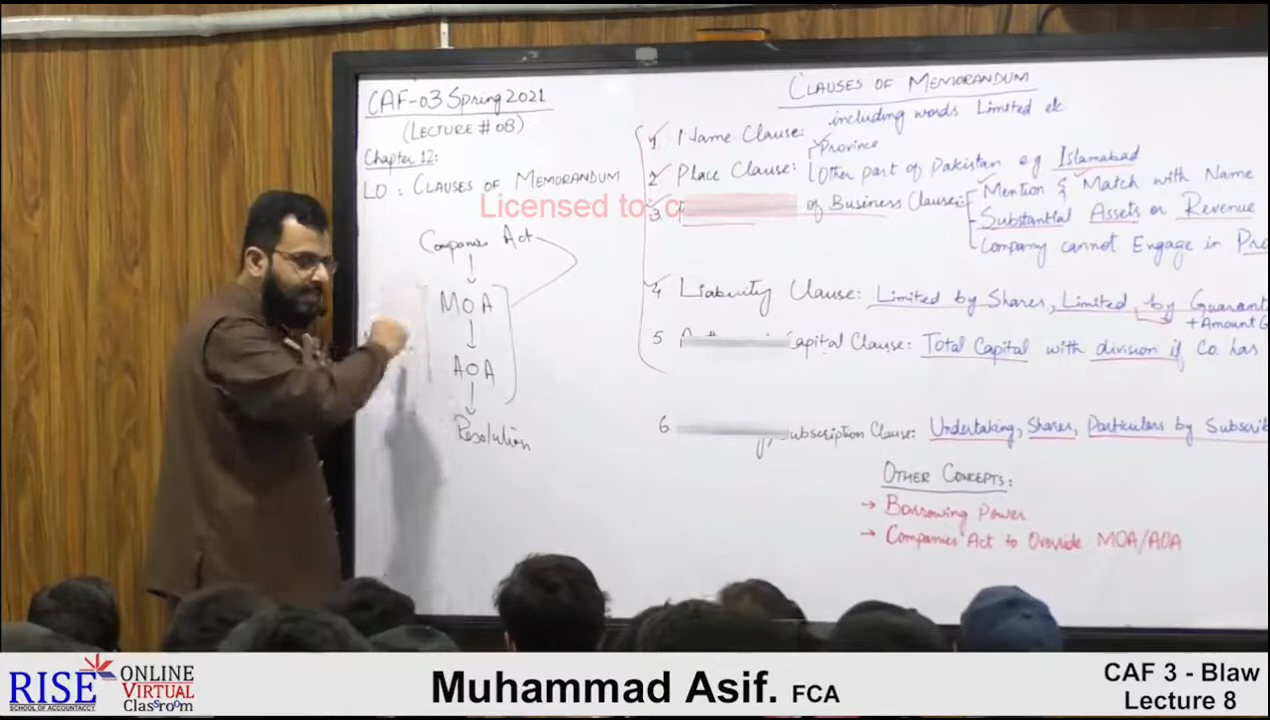 CAF-03 Spring 2021
(LECTURE # 08)
Chapter 12:
LO : CLAUSES OF MEMORANDUM
Companies Act
MOA
AOA
Resolution
CLAUSES OF MEMORANDUM
including words Limited etc
1 Name Clause:
Province
2 Place Clause: Other part of Pakistan eg Islamabad
3 of Business Clause:
Mention & Match with Name
Substantial Assets or Revenue
Company cannot Engage in
4 Liability Clause: Limited by Shares, Limited by
5 Capital Clause: Total Capital with division if Co. has
6 Subscription Clause: Undertaking, Shares, Particulars by
OTHER CONCEPTS:
→ Borrowing Power
→ Companies Act to Override MOA/AOA
Licensed to:
RISE
SCHOOL OF ACCOUNTANCY
ONLINE
VIRTUAL
Classroom
Muhammad Asif. FCA
CAF 3 - Blaw
Lecture 8